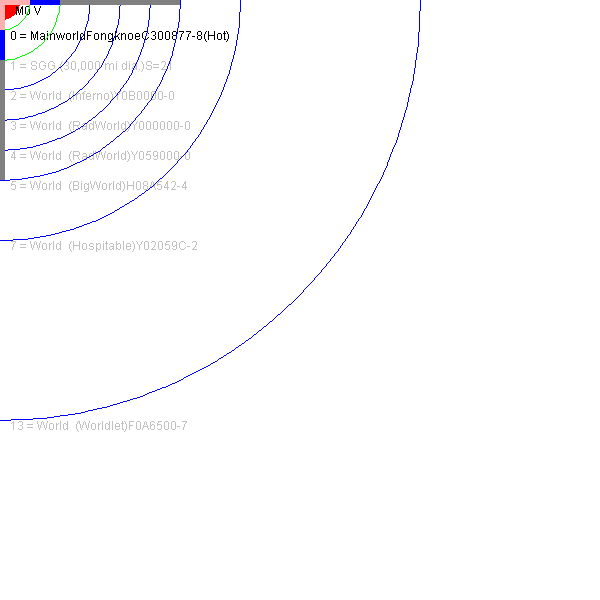 M0 V
0 = MainworldFongknoeC300877-8(Hot)
1 = SGG (30,000 mi dia.)S=21
2 = World (Inferno)Y0B0000-0
3 = World (RadWorld)Y000000-0
4 = World (RadWorld)Y059000-0
5 = World (BigWorld)H08A542-4
7 = World (Hospitable)Y02059C-2
13 = World (Worldlet)F0A6500-7